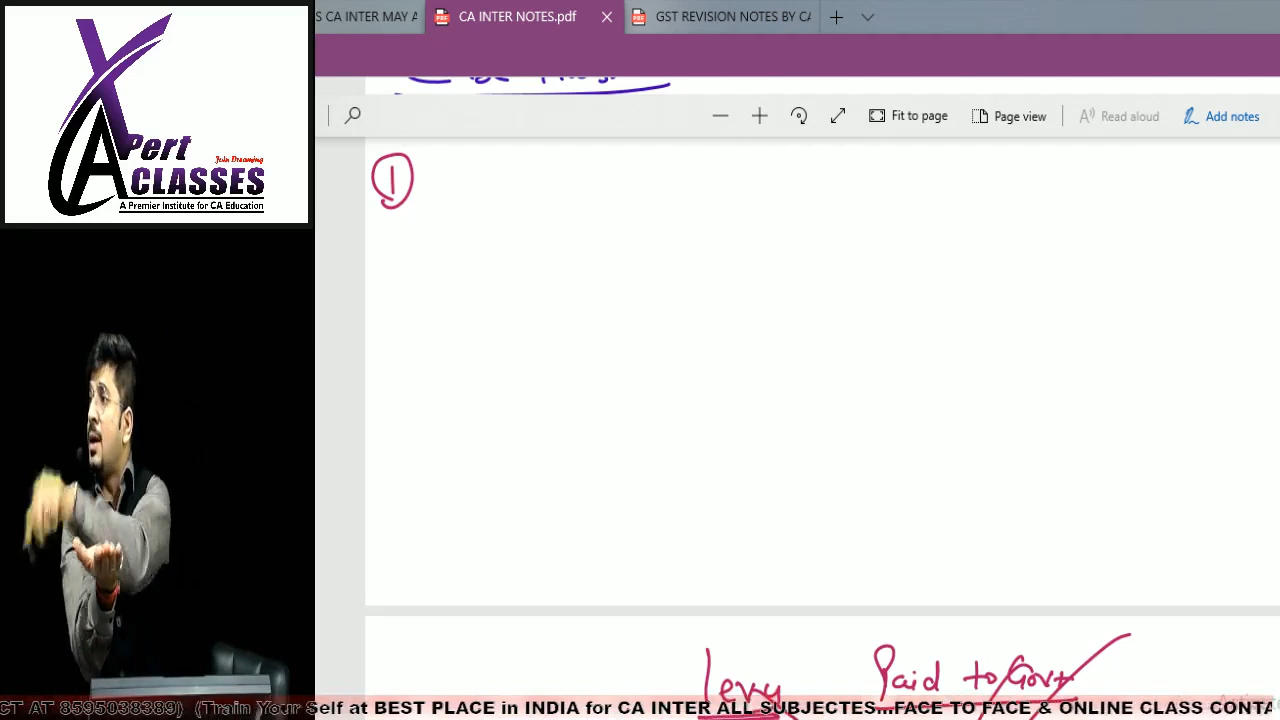 S CA INTER MAY A
CA INTER NOTES.pdf
GST REVISION NOTES BY CA
XPert
Join Dreaming
CA CLASSES
A Premier Institute for CA Education
Fit to page
Page view
Read aloud
Add notes
1
Levy Paid to Govt
CT AT 8595038389) (Train Your Self at BEST PLACE in INDIA for CA INTER ALL SUBJECTES...FACE TO FACE & ONLINE CLASS CONTA